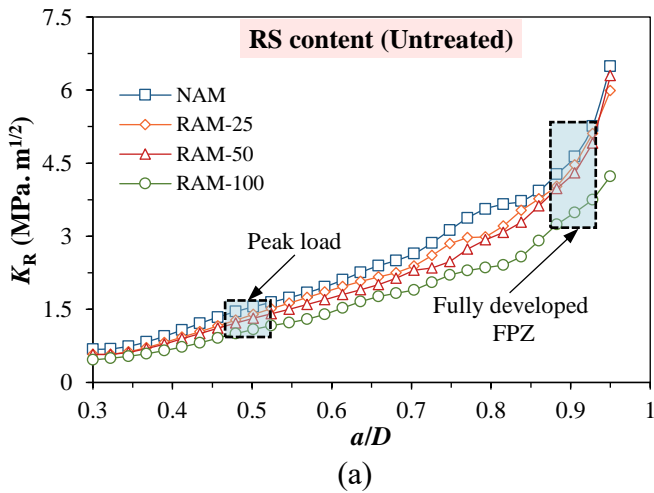 7.5
RS content (Untreated)
NAM
6
RAM-25
RAM-50
4.5
RAM-100
K_R (MPa. m^{1/2})
3
Peak load
1.5
Fully developed
FPZ
0
0.3 0.4 0.5 0.6 0.7 0.8 0.9 1
a/D
(a)